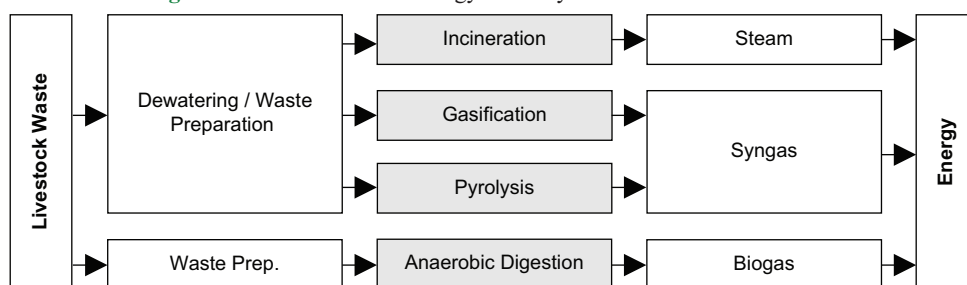 Livestock Waste
Dewatering / Waste
Preparation
Incineration
Steam
Gasification
Pyrolysis
Syngas
Energy
Waste Prep.
Anaerobic Digestion
Biogas